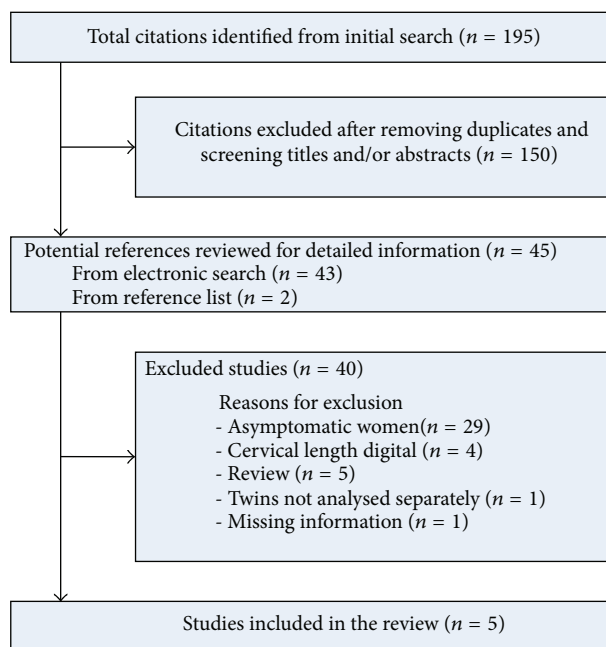 Total citations identified from initial search (n = 195)
Citations excluded after removing duplicates and
screening titles and/or abstracts (n = 150)
Potential references reviewed for detailed information (n = 45)
From electronic search (n = 43)
From reference list (n = 2)
Excluded studies (n = 40)
Reasons for exclusion
- Asymptomatic women(n = 29)
- Cervical length digital (n = 4)
- Review (n = 5)
- Twins not analysed separately (n = 1)
- Missing information (n = 1)
Studies included in the review (n = 5)